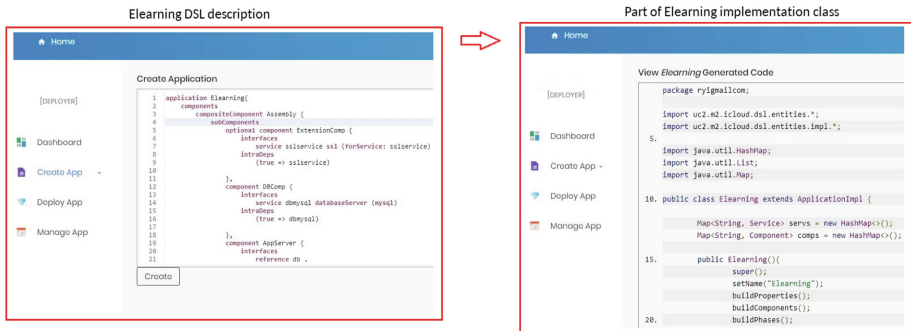 Elearning DSL description
Home
Create Application
[DEPLOYER]
Dashboard
Create App
Deploy App
Manage App
1 application Elearning{
2 components
3 compositeComponent Assembly {
4 subComponents
5 optional component ExtensionComp {
6 interfaces
7 service sslservice ssl (forService: sslservice)
8 intraDeps
9 (true => sslservice)
10
11 },
12 component DBComp {
13 interfaces
14 service dbmysql databaseServer (mysql)
15 intraDeps
16 (true => dbmysql)
17
18 },
19 component AppServer {
20 interfaces
21 reference db .
Create
Part of Elearning implementation class
Home
View Elearning Generated Code
[DEPLOYER]
Dashboard
Create App
Deploy App
Manage App
package ryigmailcom;
import uc2.m2.icloud.dsl.entities.*;
import uc2.m2.icloud.dsl.entities.impl.*;
5.
import java.util.HashMap;
import java.util.List;
import java.util.Map;
10. public class Elearning extends ApplicationImpl {
Map<String, Service> servs = new HashMap<>();
Map<String, Component> comps = new HashMap<>();
15. public Elearning(){
super();
setName("Elearning");
buildProperties();
buildComponents();
20. buildPhases();